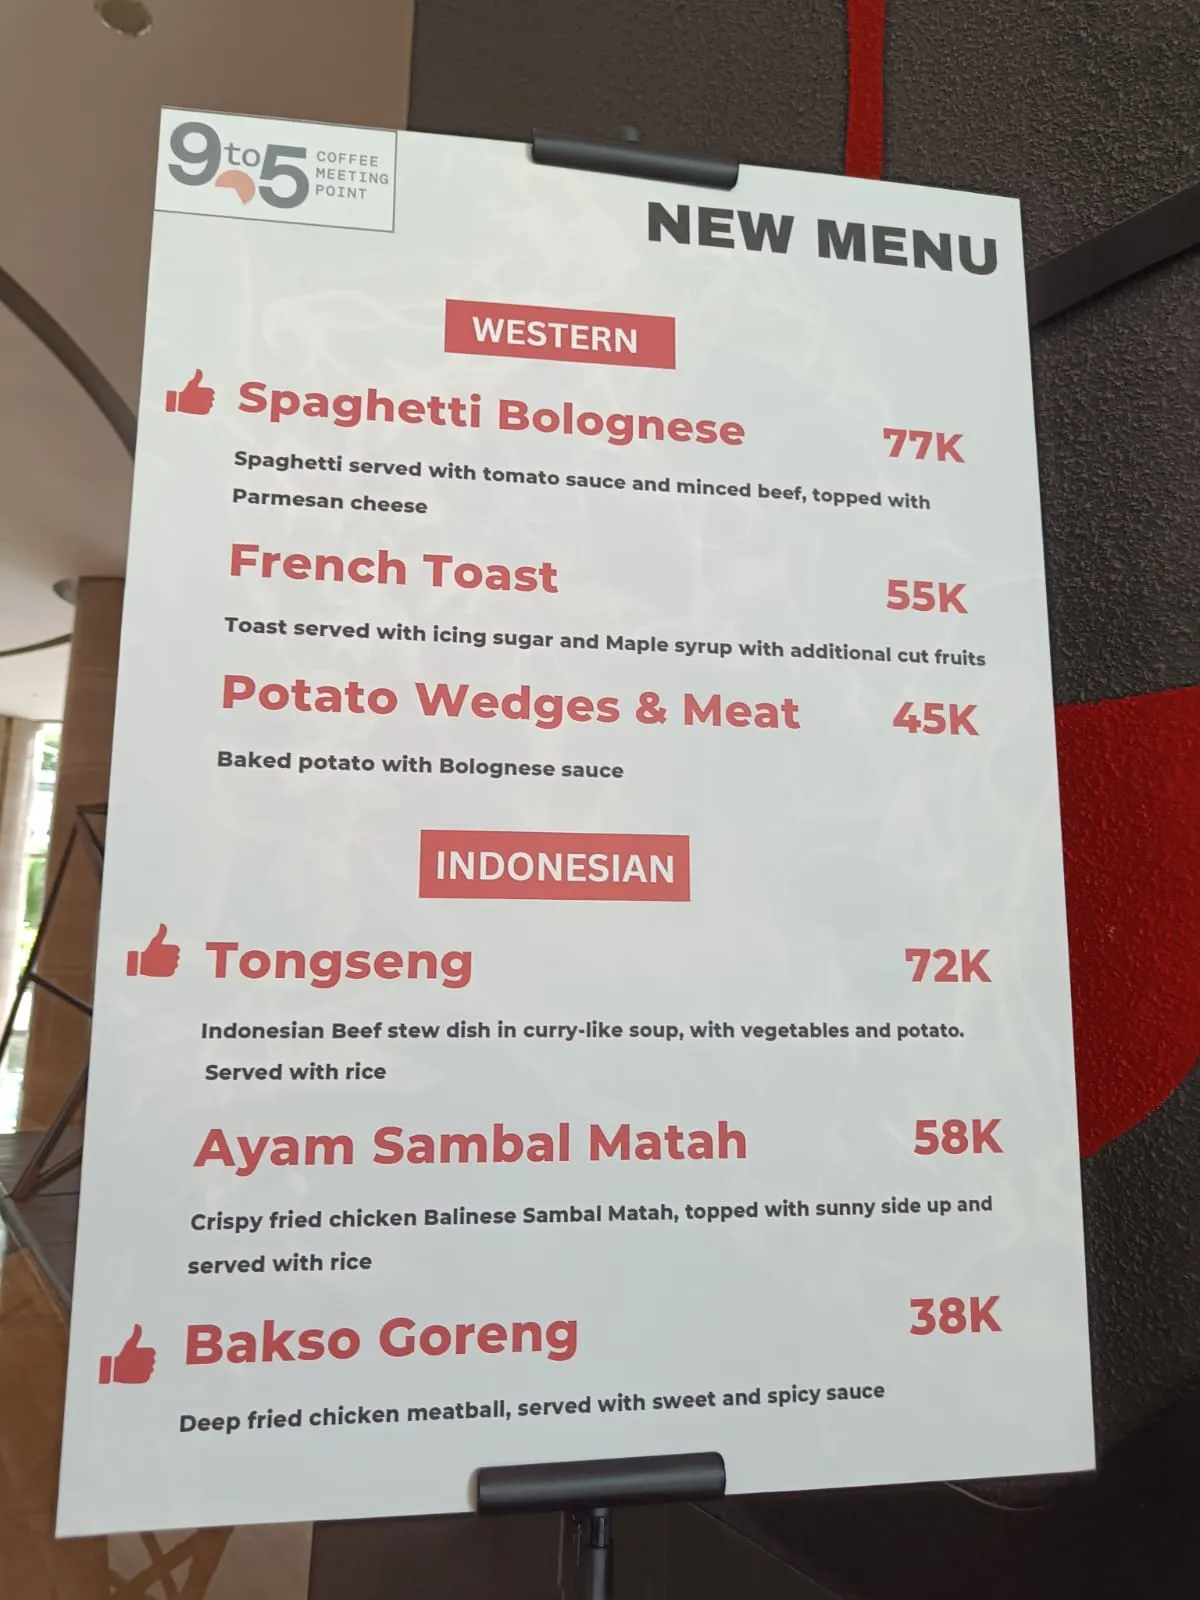 9to5
COFFEE
MEETING
POINT
NEW MENU
WESTERN
Spaghetti Bolognese 77K
Spaghetti served with tomato sauce and minced beef, topped with
Parmesan cheese
French Toast 55K
Toast served with icing sugar and Maple syrup with additional cut fruits
Potato Wedges & Meat 45K
Baked potato with Bolognese sauce
INDONESIAN
Tongseng 72K
Indonesian Beef stew dish in curry-like soup, with vegetables and potato.
Served with rice
Ayam Sambal Matah 58K
Crispy fried chicken Balinese Sambal Matah, topped with sunny side up and
served with rice
Bakso Goreng 38K
Deep fried chicken meatball, served with sweet and spicy sauce